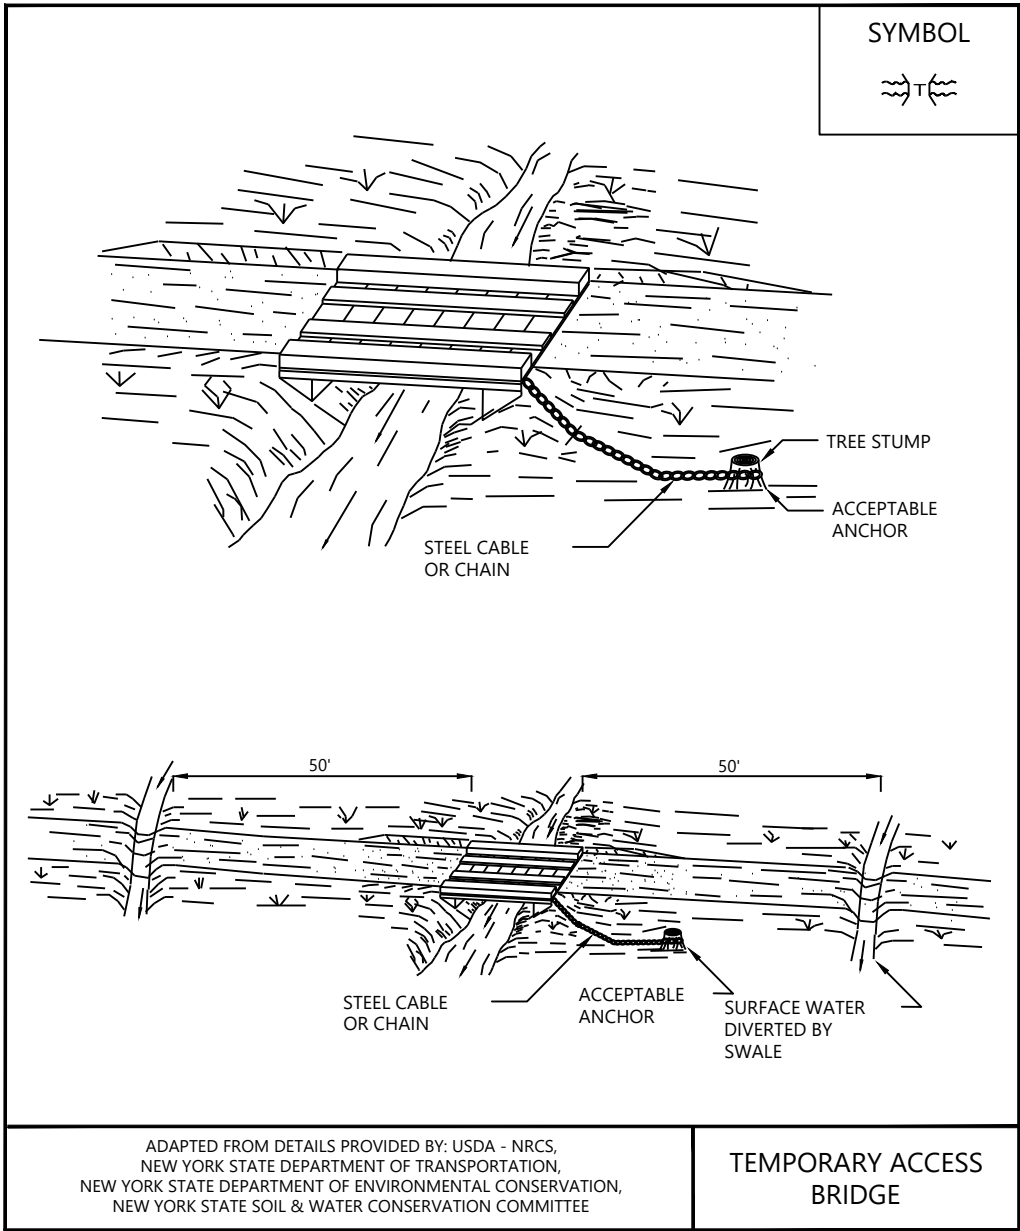 SYMBOL
T
TREE STUMP
ACCEPTABLE
ANCHOR
STEEL CABLE
OR CHAIN
50'
50'
STEEL CABLE
OR CHAIN
ACCEPTABLE
ANCHOR
SURFACE WATER
DIVERTED BY
SWALE
ADAPTED FROM DETAILS PROVIDED BY: USDA - NRCS,
NEW YORK STATE DEPARTMENT OF TRANSPORTATION,
NEW YORK STATE DEPARTMENT OF ENVIRONMENTAL CONSERVATION,
NEW YORK STATE SOIL & WATER CONSERVATION COMMITTEE
TEMPORARY ACCESS
BRIDGE